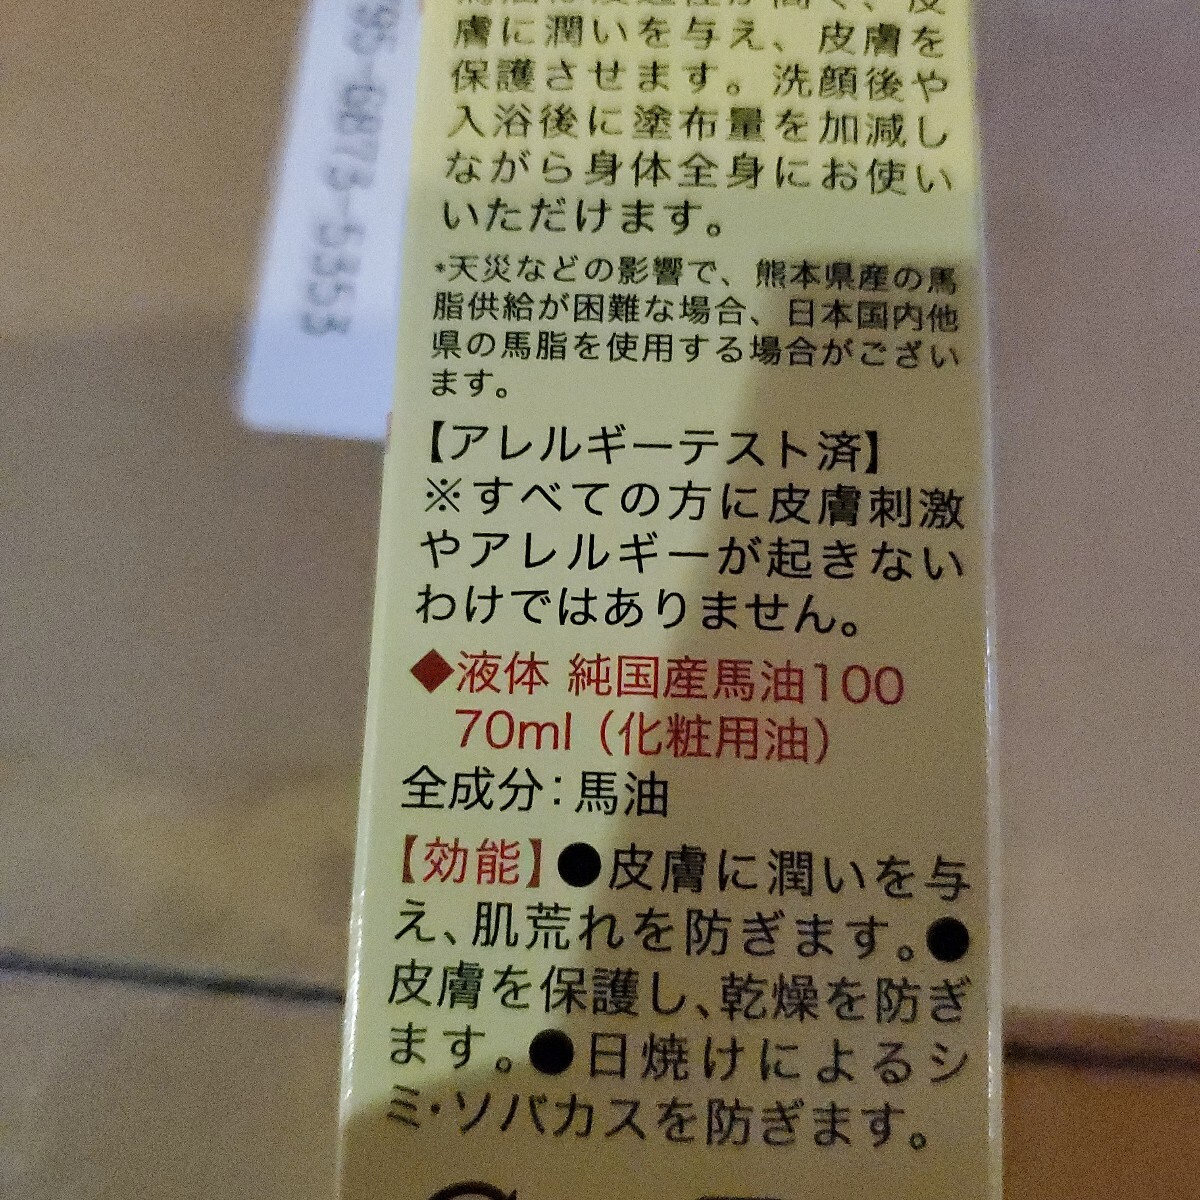 膚に潤いを与え、皮膚を
保護させます。洗顔後や
入浴後に塗布量を加減し
ながら身体全身にお使い
いただけます。
*天災などの影響で、熊本県産の馬
脂供給が困難な場合、日本国内他
県の馬脂を使用する場合がござい
ます。
【アレルギーテスト済】
※すべての方に皮膚刺激
やアレルギーが起きない
わけではありません。
◆液体 純国産馬油100
70ml（化粧用油）
全成分：馬油
【効能】●皮膚に潤いを与
え、肌荒れを防ぎます。●
皮膚を保護し、乾燥を防ぎ
ます。●日焼けによるシ
ミ・ソバカスを防ぎます。
95-6873-5353